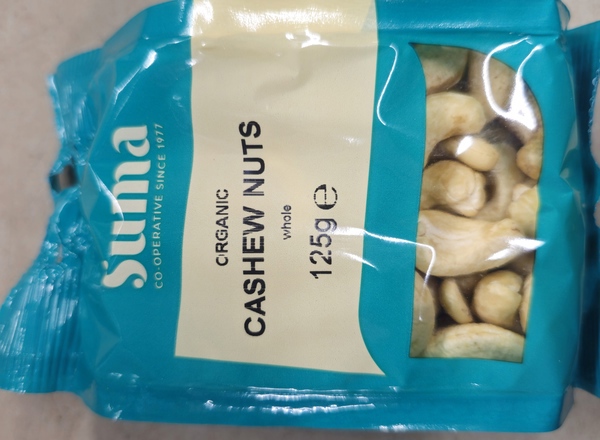 suma
CO-OPERATIVE SINCE 1977
ORGANIC
CASHEW NUTS
whole
125g ℮